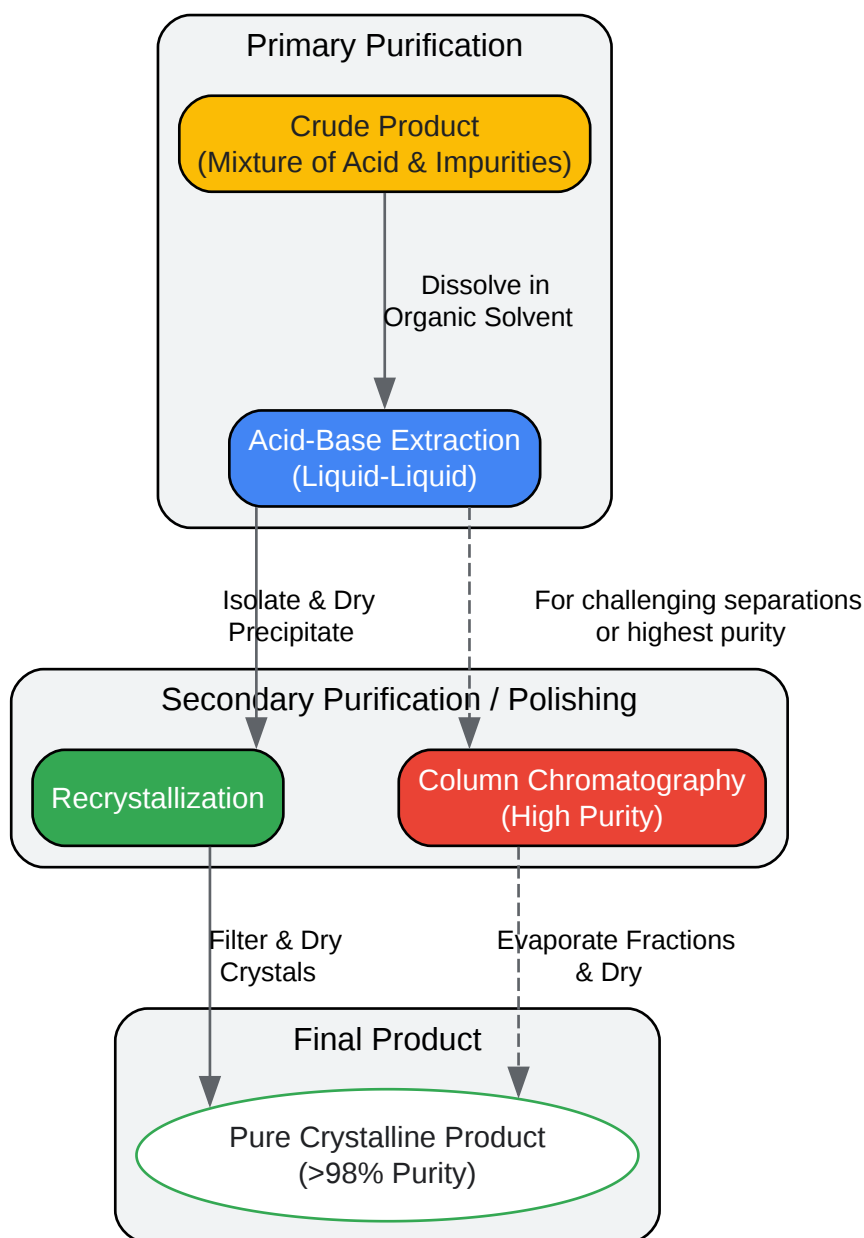 Primary Purification
Crude Product
(Mixture of Acid & Impurities)
Dissolve in
Organic Solvent
Acid-Base Extraction
(Liquid-Liquid)
Isolate & Dry
Precipitate
For challenging separations
or highest purity
Secondary Purification / Polishing
Recrystallization
Column Chromatography
(High Purity)
Filter & Dry
Crystals
Evaporate Fractions
& Dry
Final Product
Pure Crystalline Product
(>98% Purity)